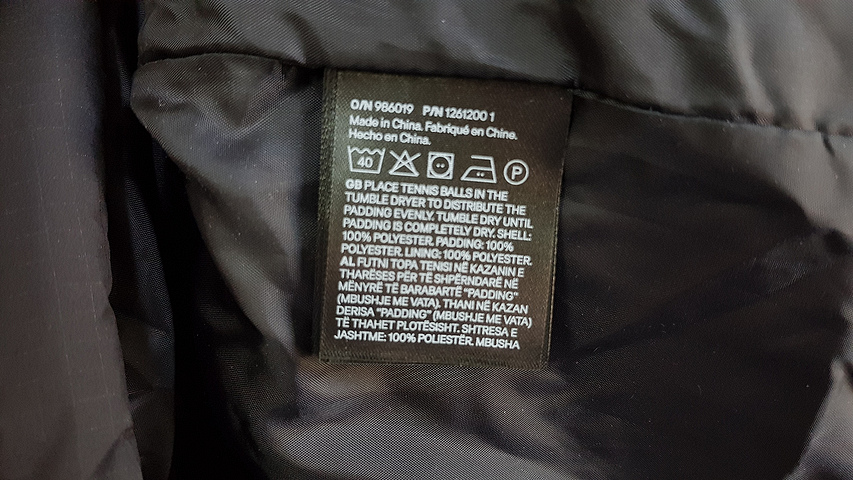 O/N 986019 P/N 1261200 1
Made in China. Fabriqué en Chine.
Hecho en China.
40 P
GB PLACE TENNIS BALLS IN THE
TUMBLE DRYER TO DISTRIBUTE THE
PADDING EVENLY. TUMBLE DRY UNTIL
PADDING IS COMPLETELY DRY. SHELL:
100% POLYESTER. PADDING: 100%
POLYESTER. LINING: 100% POLYESTER.
AL FUTNI TOPA TENISI NË KAZANIN E
THARËSES PËR TË SHPËRNDARË NË
MËNYRË TË BARABARTË "PADDING"
(MBUSHJE ME VATA). THANI NË KAZAN
DERISA "PADDING" (MBUSHJE ME VATA)
TË THAHET PLOTËSISHT. SHTRESA E
JASHTME: 100% POLIESTËR. MBUSHA